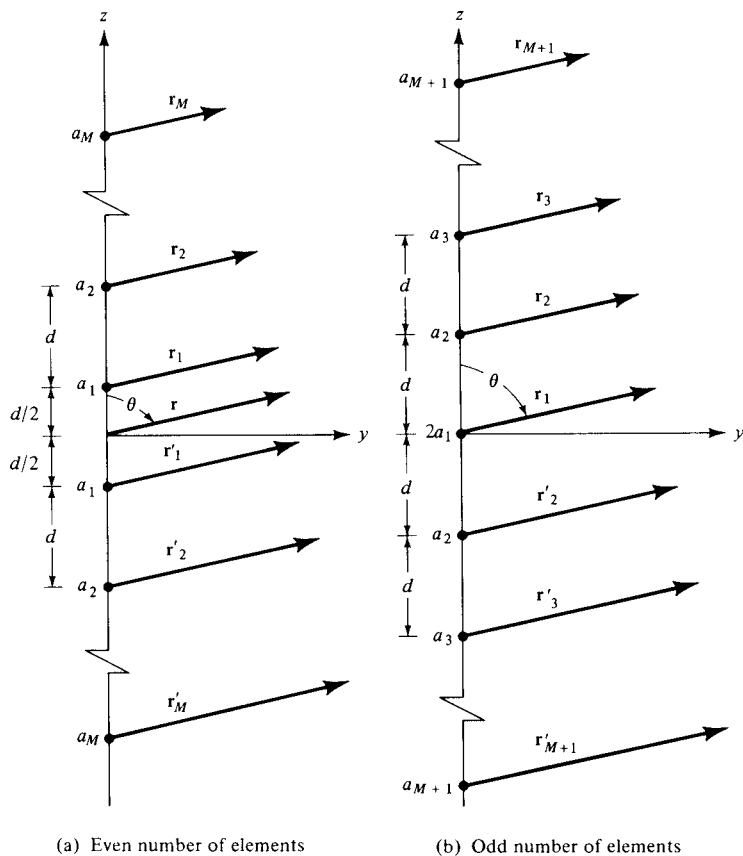 z
r_M
a_M
r_2
a_2
d
r_1
a_1
θ
r
d/2
y
d/2
r'_1
a_1
d
r'_2
a_2
r'_M
a_M
(a) Even number of elements
z
r_{M+1}
a_{M+1}
r_3
a_3
d
r_2
a_2
d
θ
r_1
2a_1
y
d
r'_2
a_2
d
r'_3
a_3
r'_{M+1}
a_{M+1}
(b) Odd number of elements